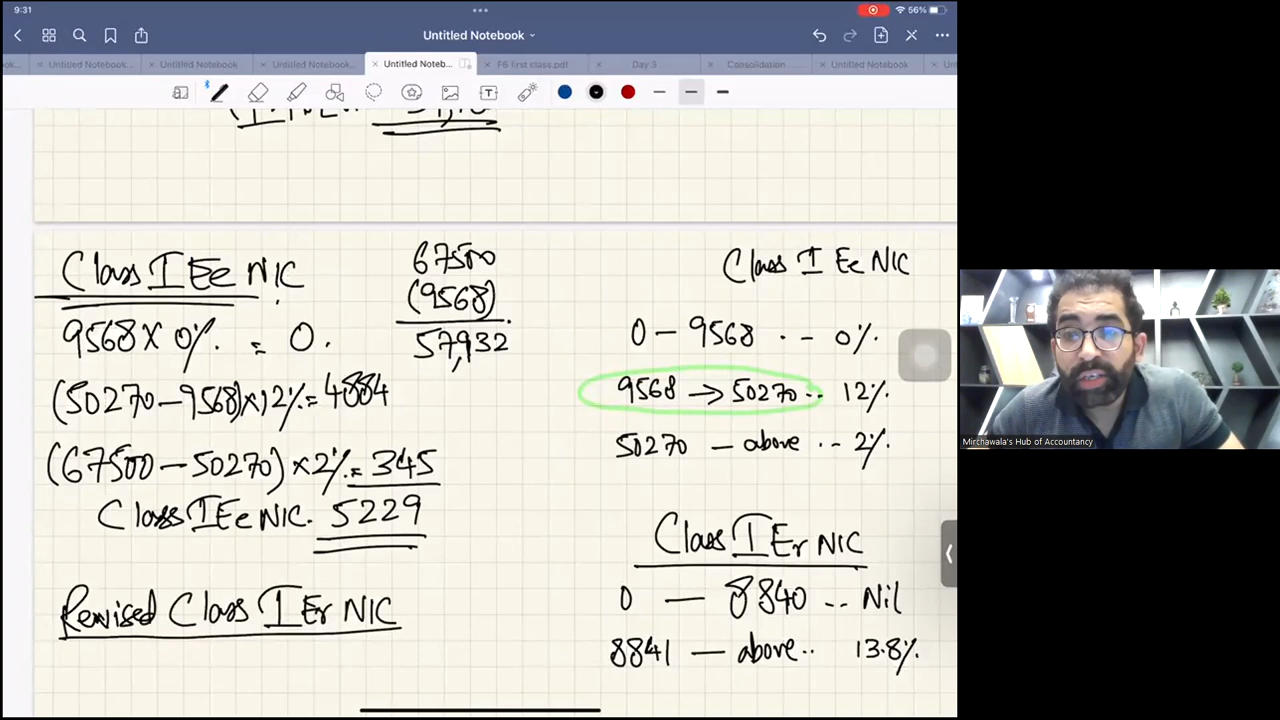 9:31
56%
Untitled Notebook
Untitled Notebook...
Untitled Notebook
Untitled Notebook...
Untitled Noteb...
F6 first class.pdf
Day 3
Consolidation
Untitled Notebook
Class I Ee NIC
9568 X 0% = 0.
(50270 - 9568) x 12% = 4884
(67500 - 50270) x 2% = 345
Class I Ee NIC. 5229
Rewised Class I Er NIC
67500
(9568)
57,932
Class I Ee NIC
0 - 9568 . - 0%.
9568 → 50270 .. 12%.
50270 - above .. 2%
Class I Er NIC
0 — 8840 .. Nil
8841 — above .. 13.8%.
Mirchawala's Hub of Accountancy